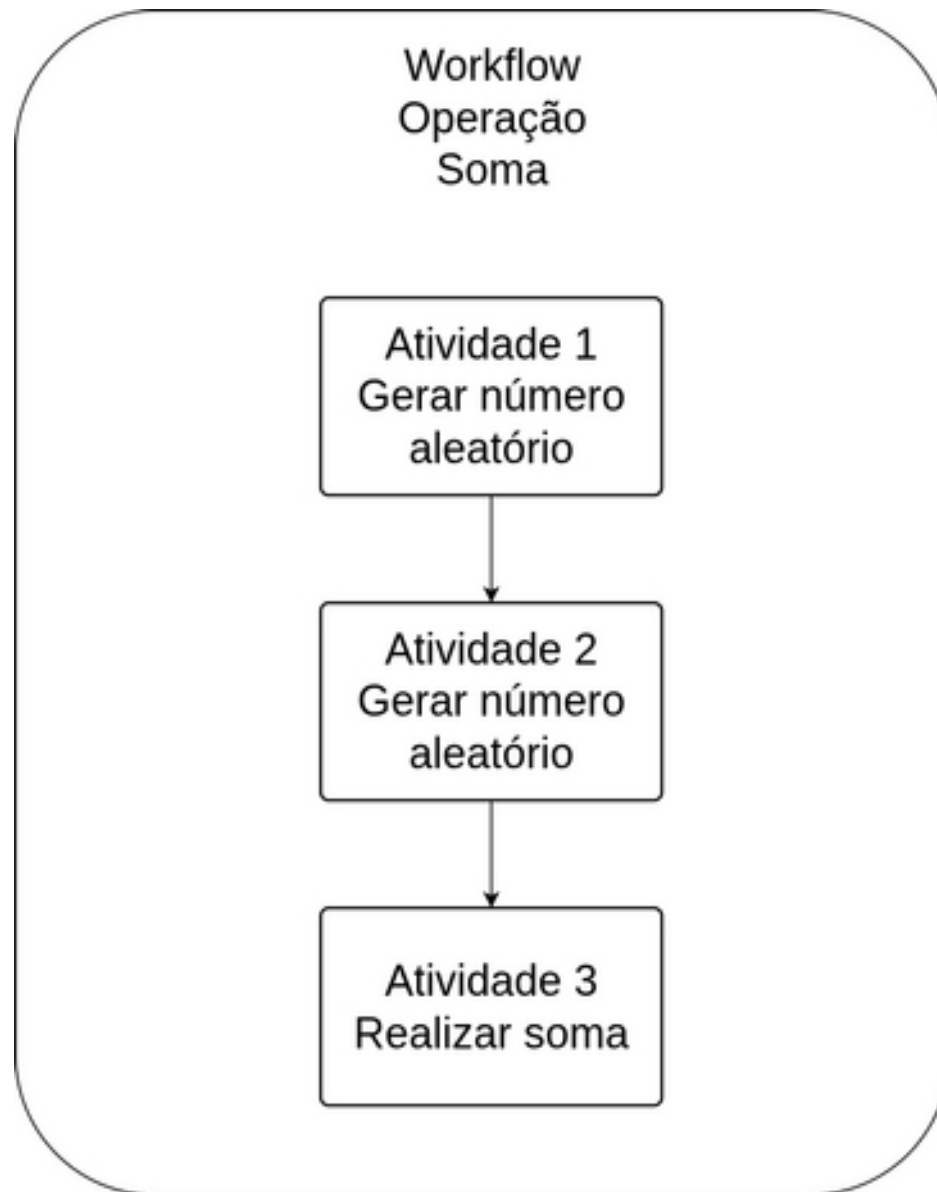 Workflow
Operação
Soma
Atividade 1
Gerar número
aleatório
Atividade 2
Gerar número
aleatório
Atividade 3
Realizar soma